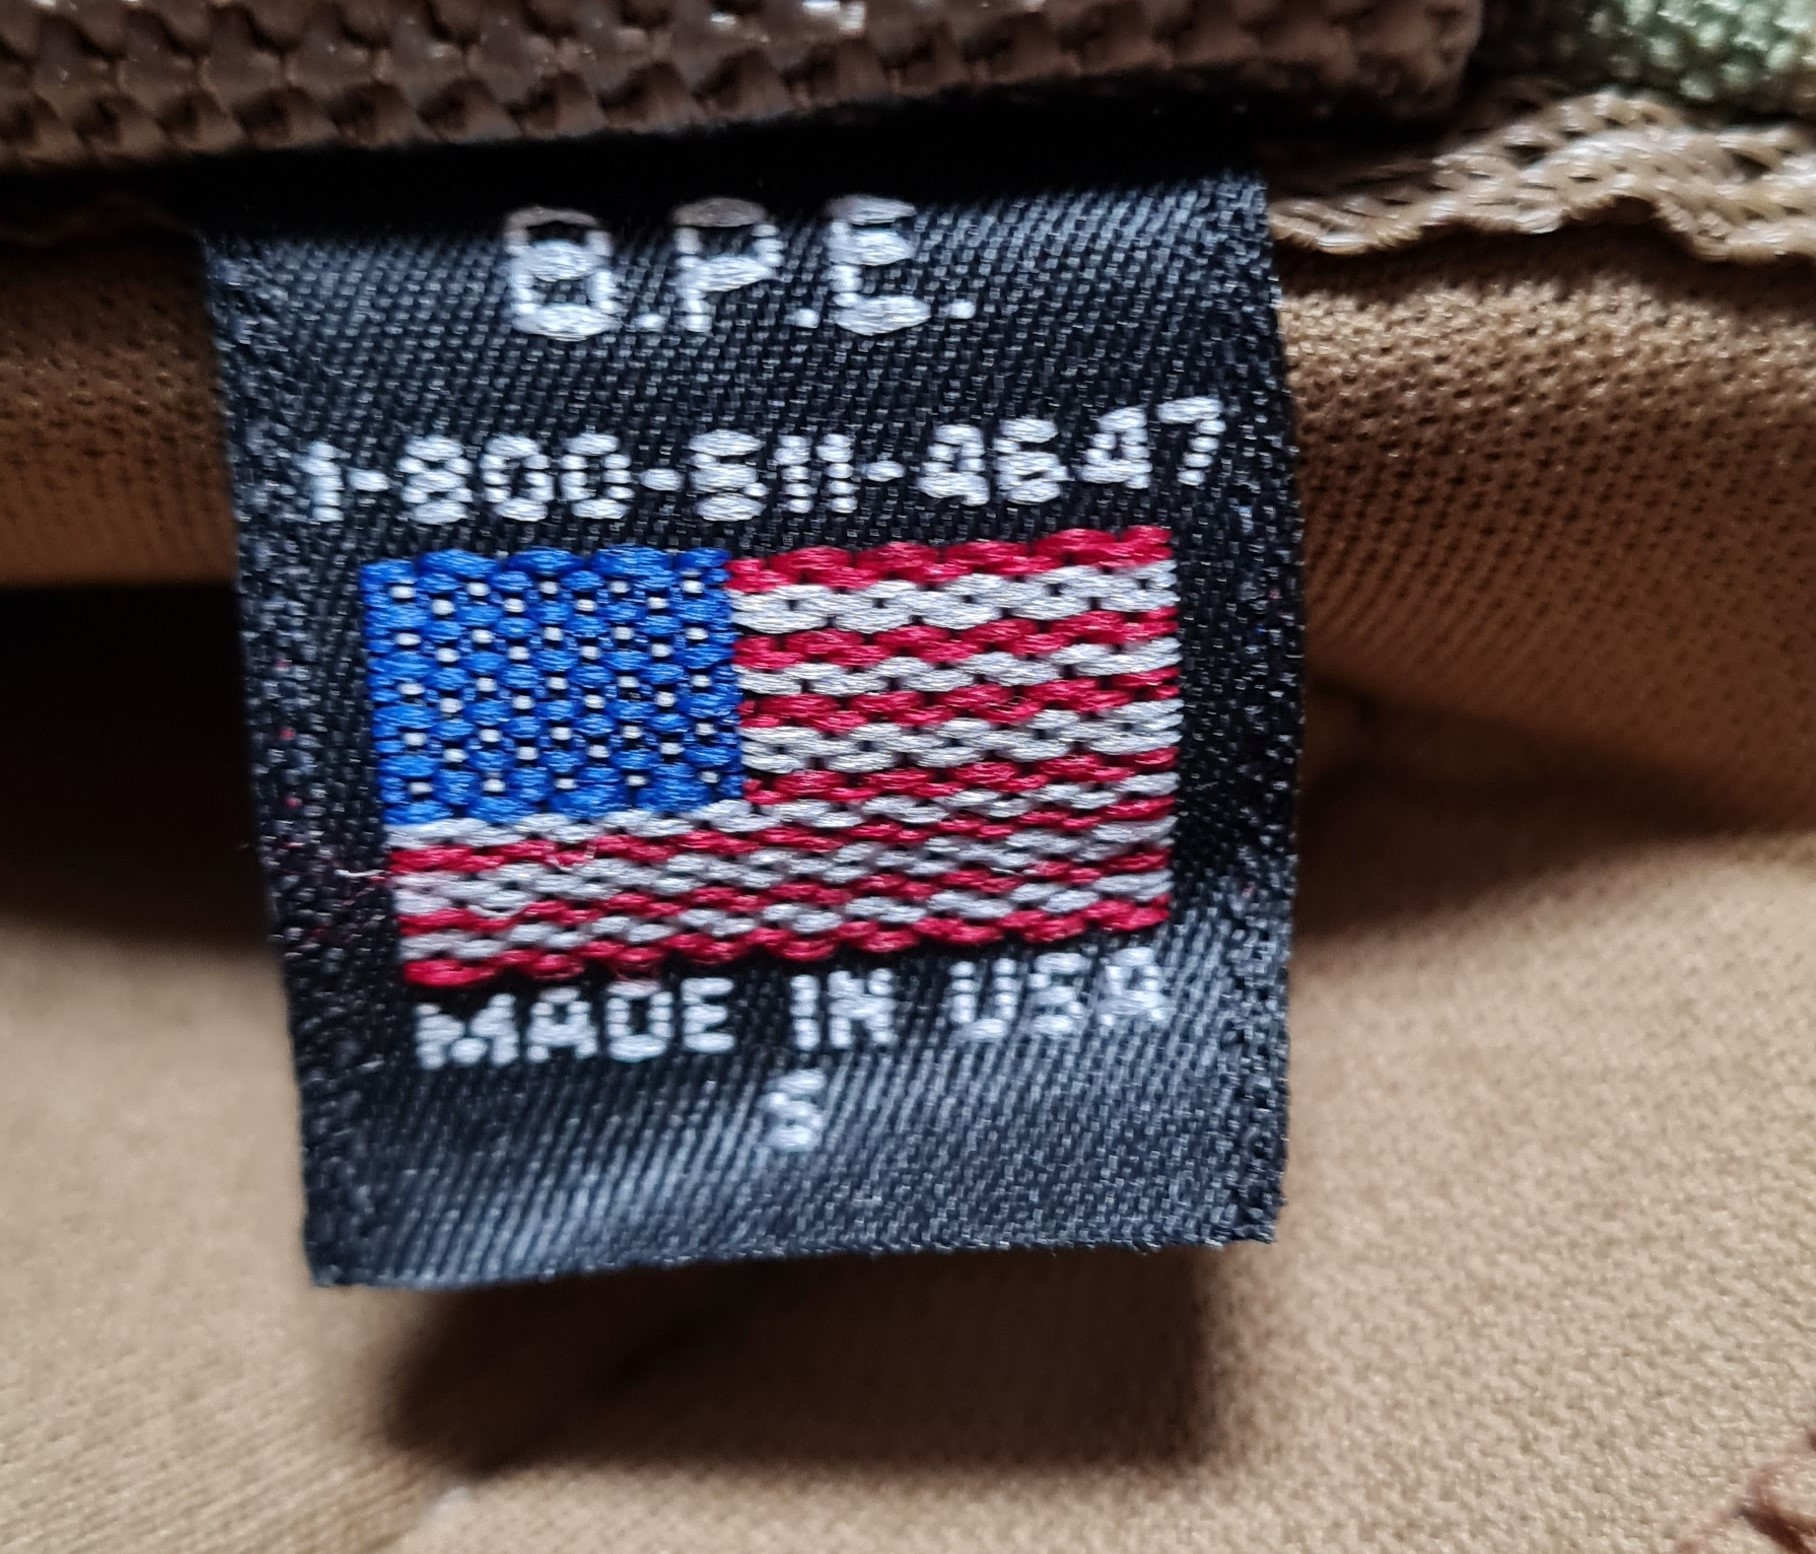 B.P.E.
1-800-511-4647
MADE IN USA
S